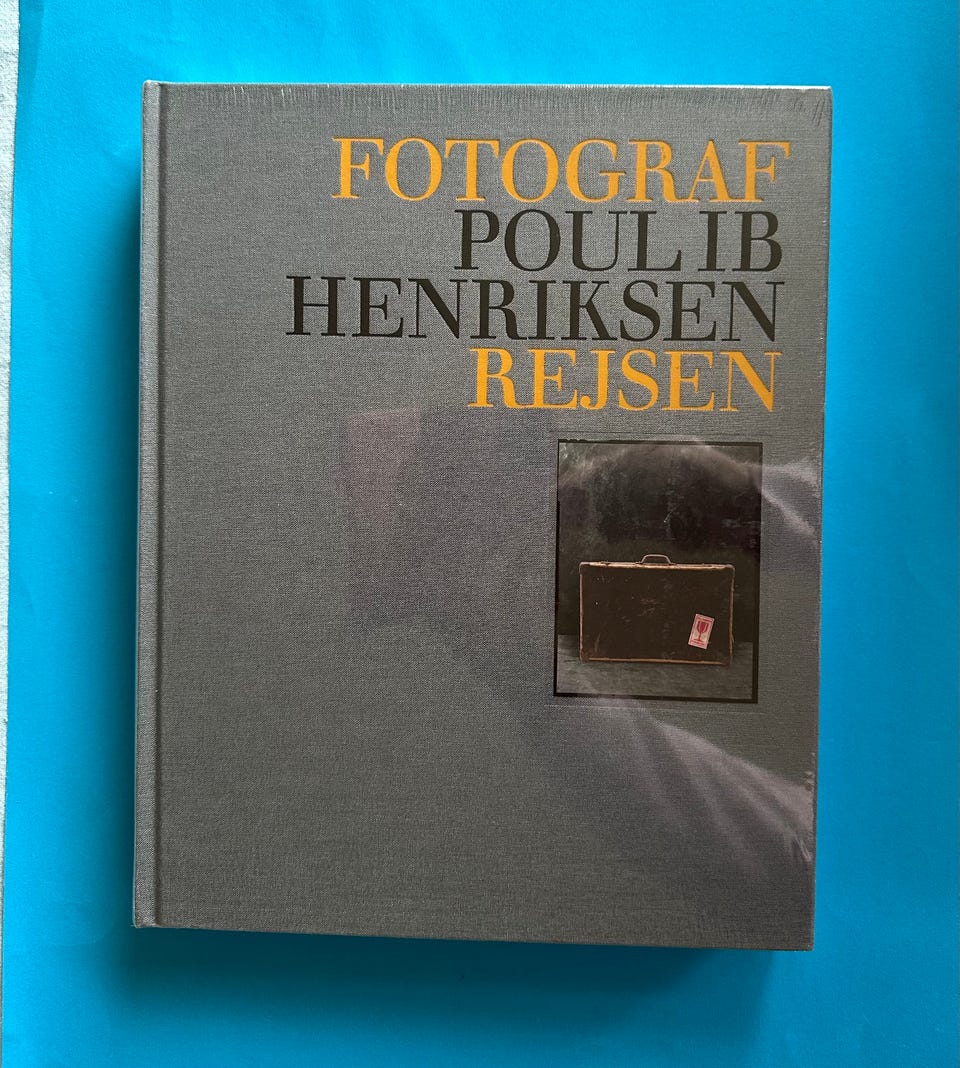 FOTOGRAF
POUL IB
HENRIKSEN
REJSEN